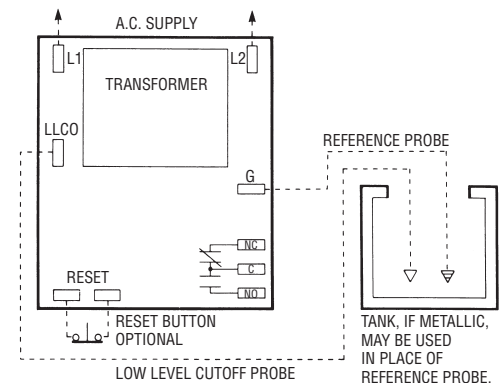 A.C. SUPPLY
L1
L2
TRANSFORMER
LLCO
REFERENCE PROBE
G
NC
C
NO
RESET
RESET BUTTON
OPTIONAL
LOW LEVEL CUTOFF PROBE
TANK, IF METALLIC,
MAY BE USED
IN PLACE OF
REFERENCE PROBE.